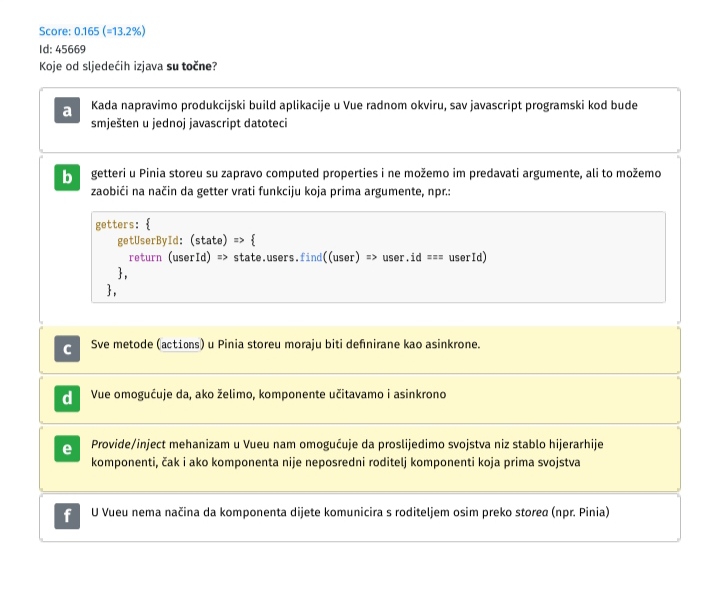 Score: 0.165 (=13.2%)
Id: 45669
Koje od sljedećih izjava su točne?
a
Kada napravimo produkcijski build aplikacije u Vue radnom okviru, sav javascript programski kod bude
smješten u jednoj javascript datoteci
b
getteri u Pinia storeu su zapravo computed properties i ne možemo im predavati argumente, ali to možemo
zaobići na način da getter vrati funkciju koja prima argumente, npr.:
getters: {
getUserById: (state) => {
return (userId) => state.users.find((user) => user.id === userId)
},
},
c
Sve metode (actions) u Pinia storeu moraju biti definirane kao asinkrone.
d
Vue omogućuje da, ako želimo, komponente učitavamo i asinkrono
e
Provide/inject mehanizam u Vueu nam omogućuje da proslijedimo svojstva niz stablo hijerarhije
komponenti, čak i ako komponenta nije neposredni roditelj komponenti koja prima svojstva
f
U Vueu nema načina da komponenta dijete komunicira s roditeljem osim preko storea (npr. Pinia)